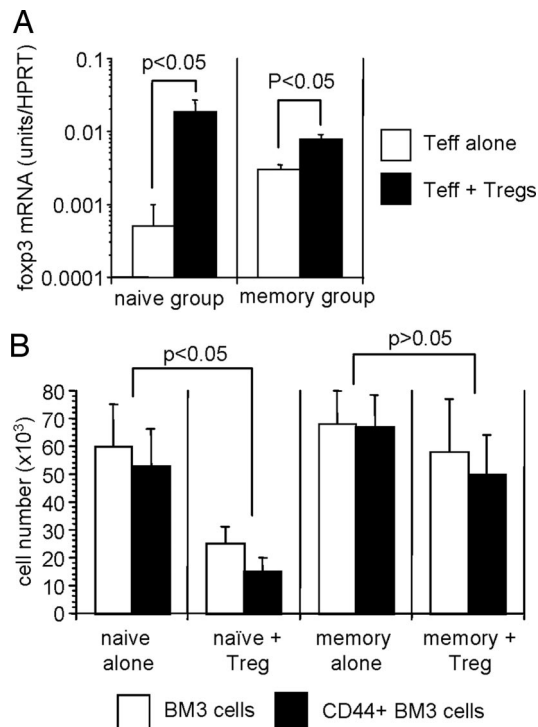 A
foxp3 mRNA (units/HPRT)
0.1
0.01
0.001
0.0001
p<0.05
P<0.05
naive group
memory group
Teff alone
Teff + Tregs
B
cell number (x10³)
80
70
60
50
40
30
20
10
0
p<0.05
p>0.05
naive alone
naïve + Treg
memory alone
memory + Treg
BM3 cells
CD44+ BM3 cells